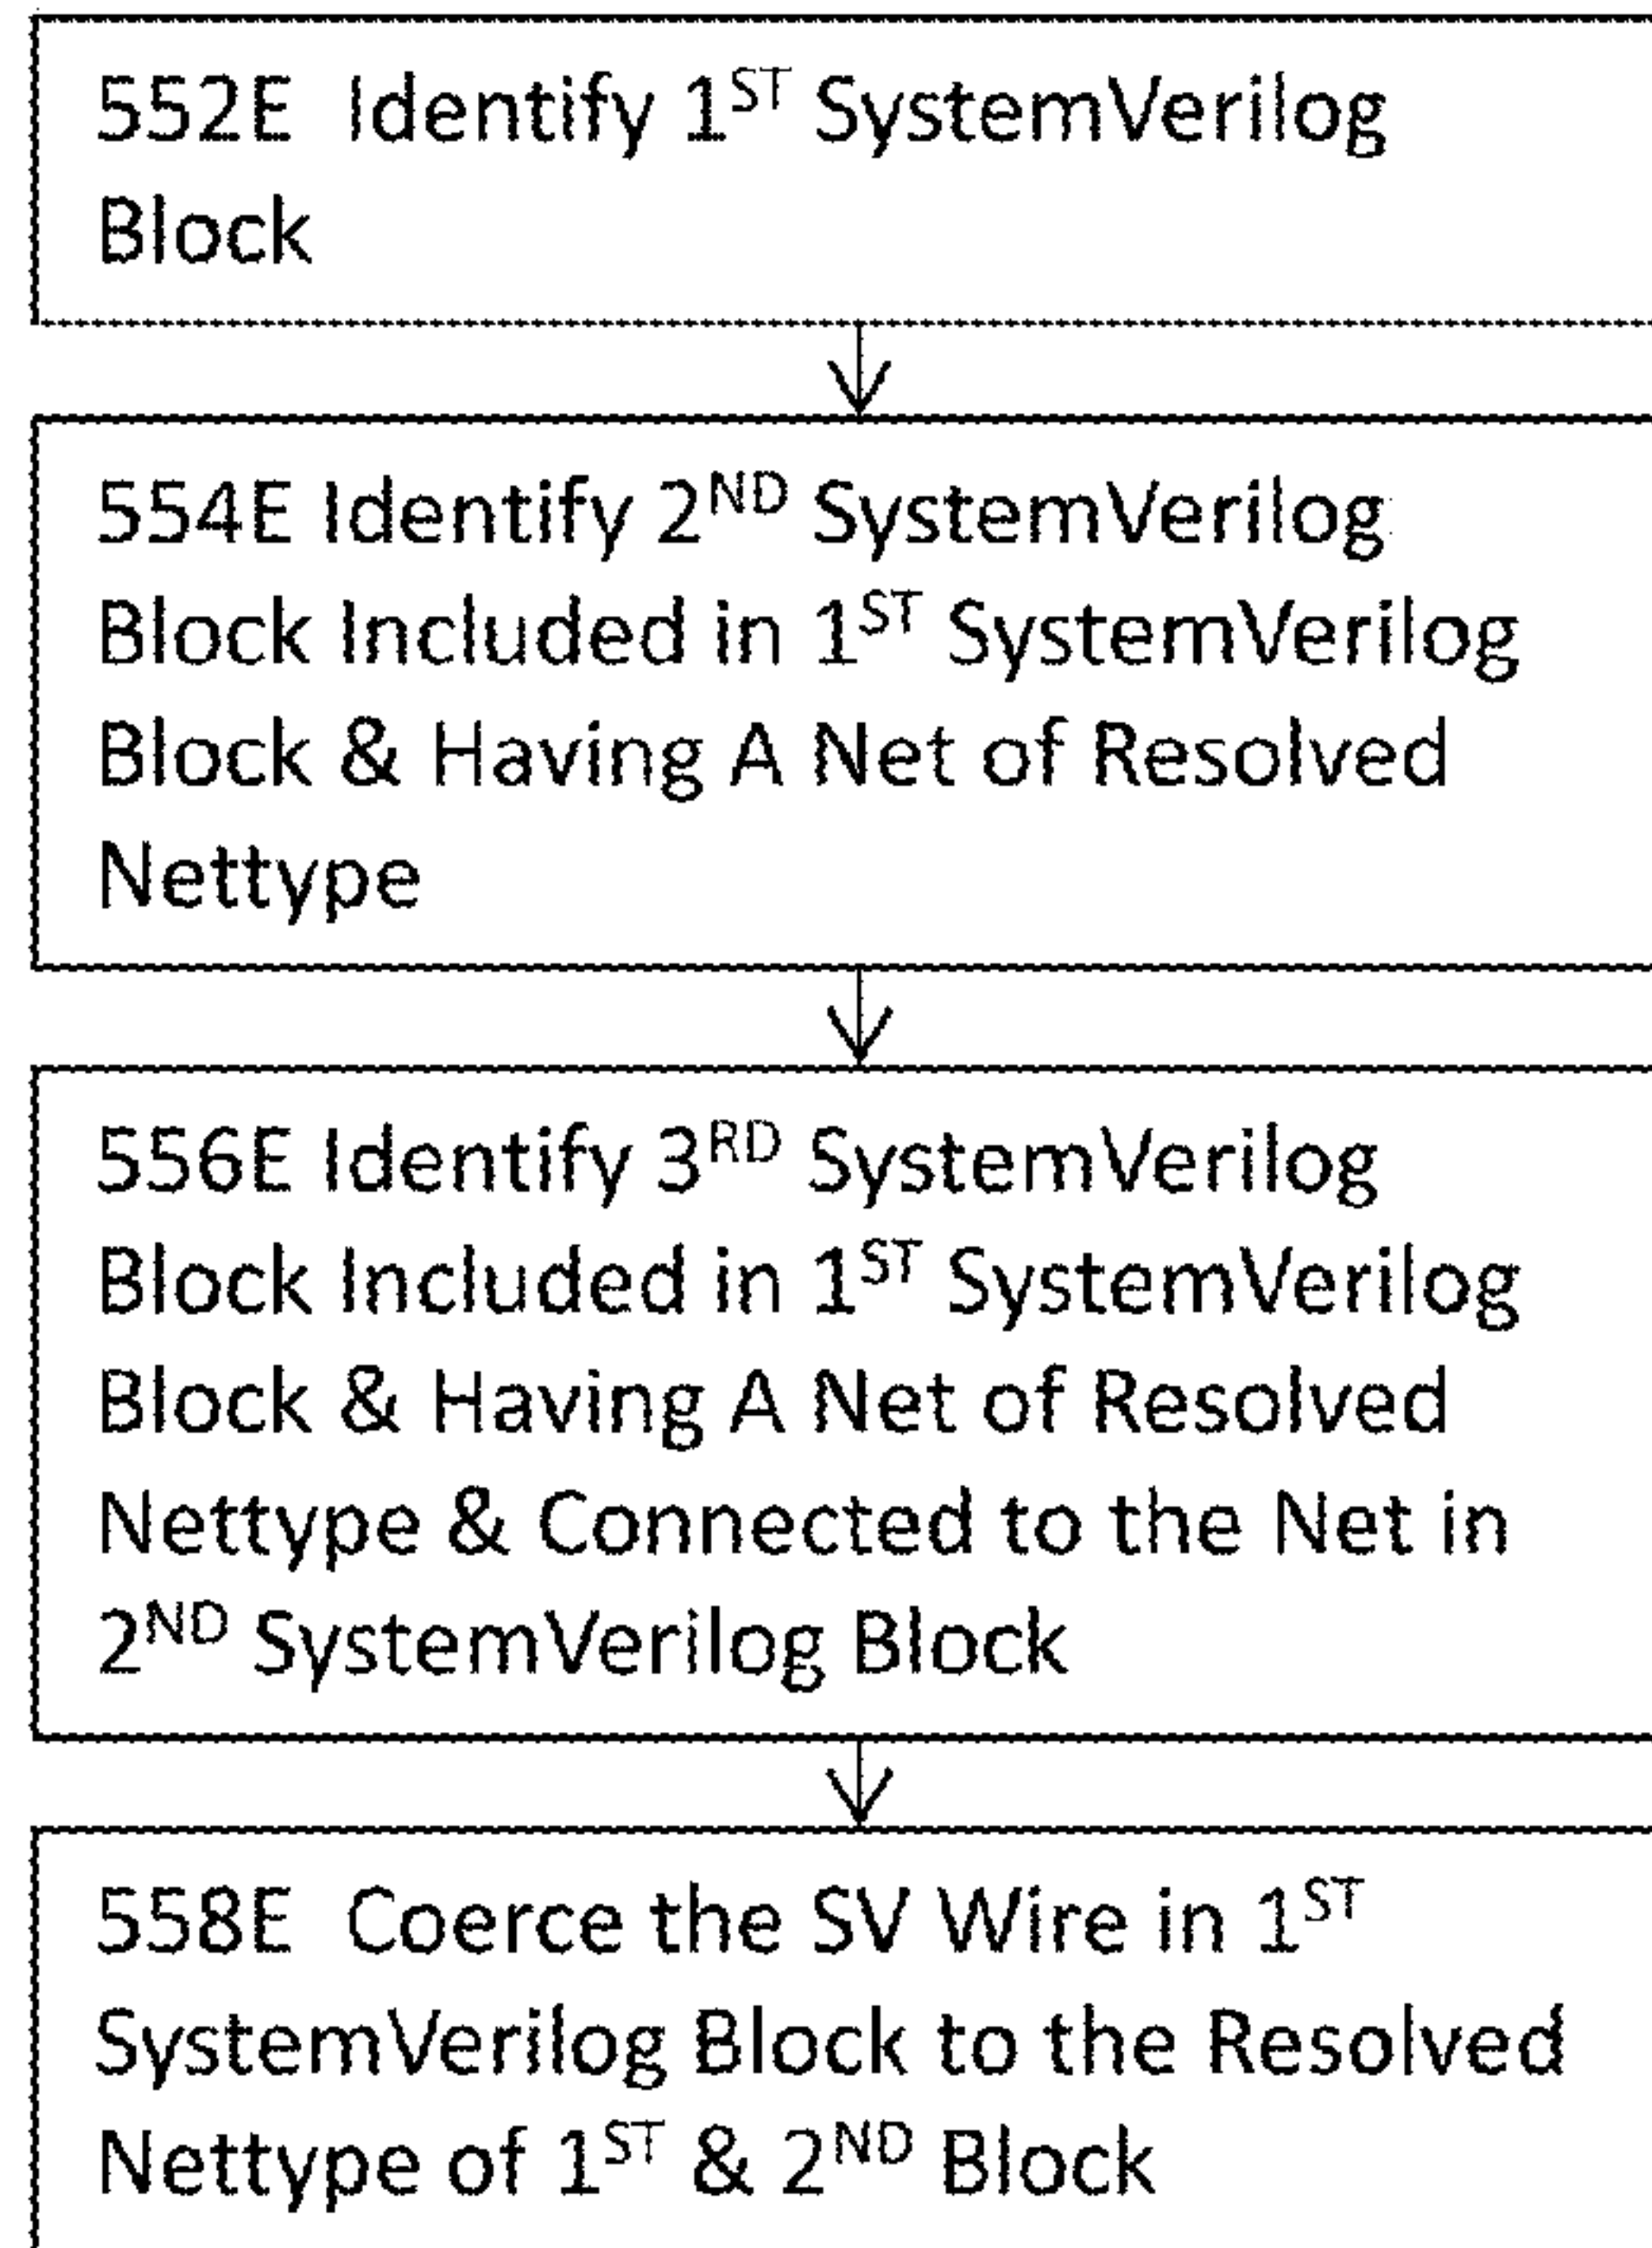 552E Identify 1ST SystemVerilog
Block
554E Identify 2ND SystemVerilog
Block Included in 1ST SystemVerilog
Block & Having A Net of Resolved
Nettype
556E Identify 3RD SystemVerilog
Block Included in 1ST SystemVerilog
Block & Having A Net of Resolved
Nettype & Connected to the Net in
2ND SystemVerilog Block
558E Coerce the SV Wire in 1ST
SystemVerilog Block to the Resolved
Nettype of 1ST & 2ND Block